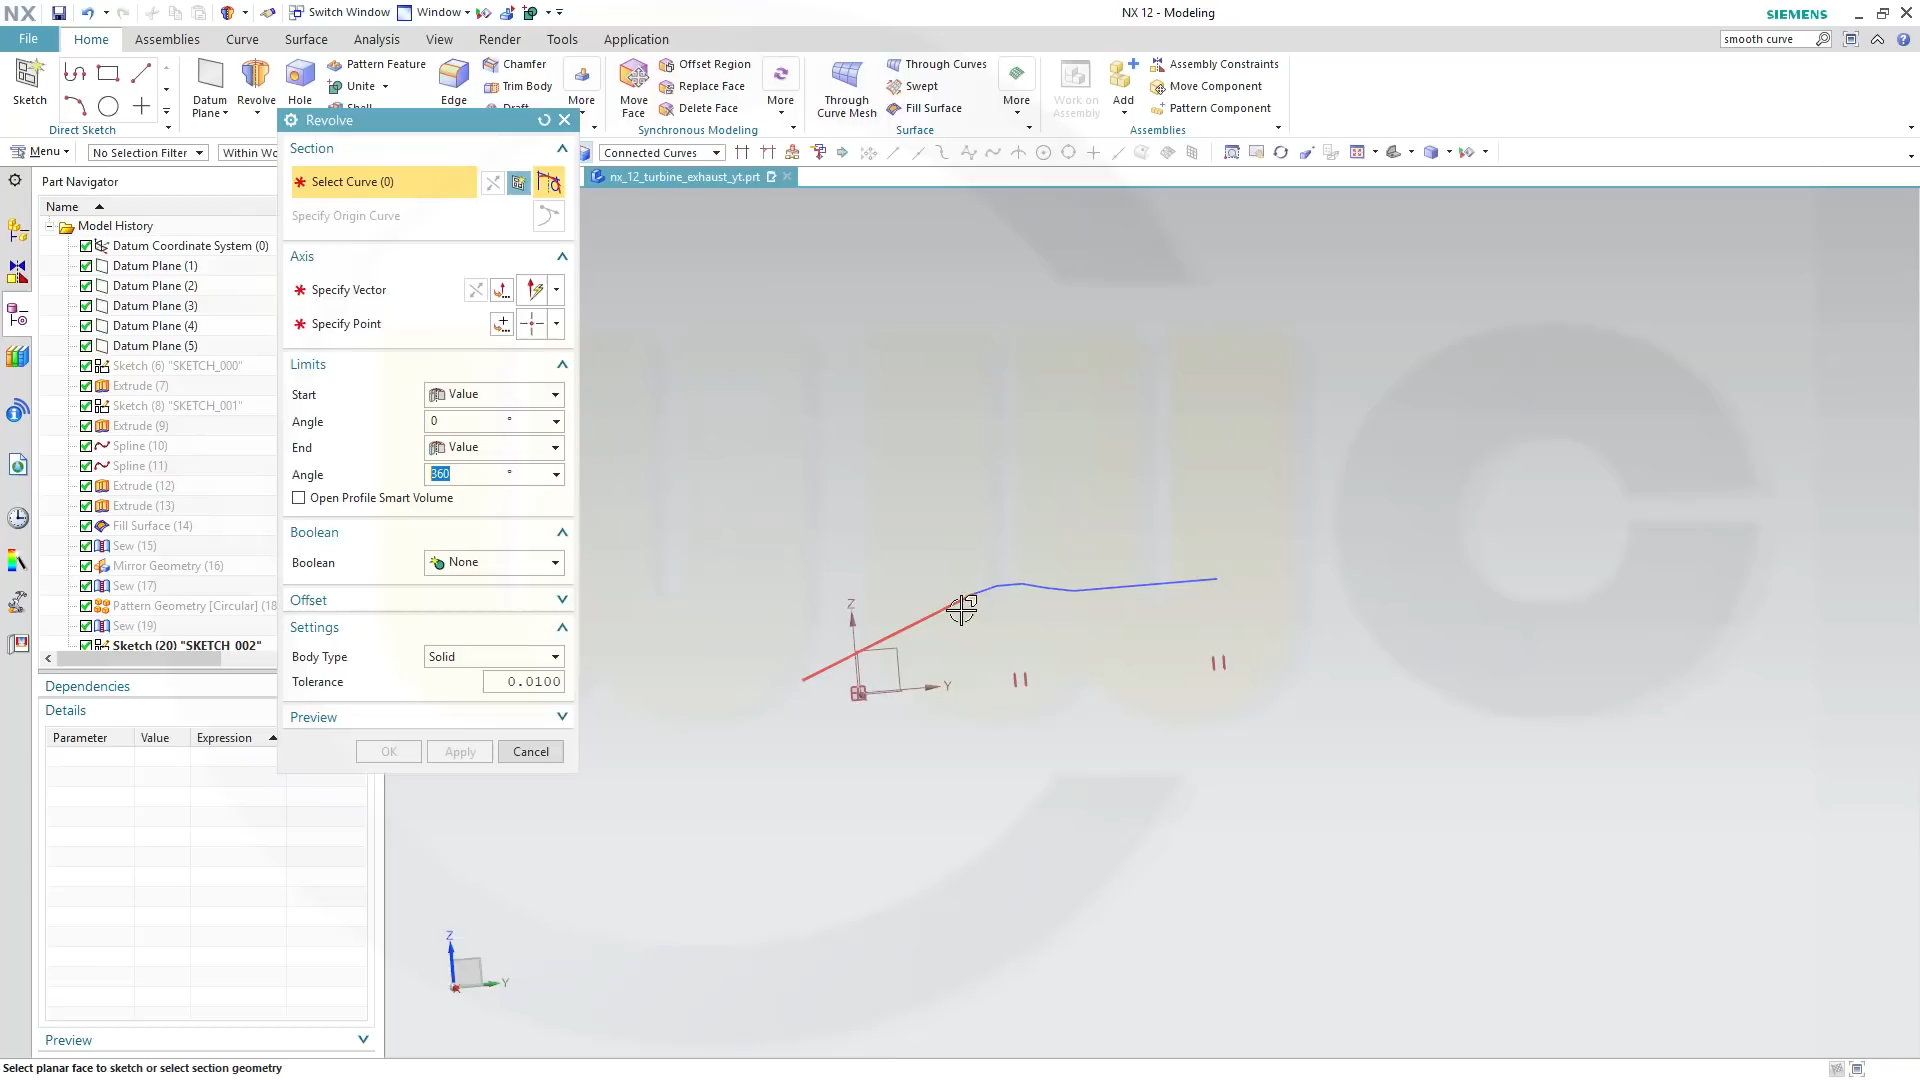 NX
Switch Window
Window
NX 12 - Modeling
SIEMENS
File
Home
Assemblies
Curve
Surface
Analysis
View
Render
Tools
Application
smooth curve
Sketch
Direct Sketch
Datum
Plane
Revolve
Hole
Pattern Feature
Unite
Shell
Edge
Chamfer
Trim Body
Draft
More
Move
Face
Offset Region
Replace Face
Delete Face
More
Synchronous Modeling
Through
Curve Mesh
Through Curves
Swept
Fill Surface
More
Surface
Work on
Assembly
Add
Assembly Constraints
Move Component
Pattern Component
Assemblies
Menu
No Selection Filter
Within Wo
Connected Curves
Part Navigator
nx_12_turbine_exhaust_yt.prt
Name
Model History
Datum Coordinate System (0)
Datum Plane (1)
Datum Plane (2)
Datum Plane (3)
Datum Plane (4)
Datum Plane (5)
Sketch (6) "SKETCH_000"
Extrude (7)
Sketch (8) "SKETCH_001"
Extrude (9)
Spline (10)
Spline (11)
Extrude (12)
Extrude (13)
Fill Surface (14)
Sew (15)
Mirror Geometry (16)
Sew (17)
Pattern Geometry [Circular] (18
Sew (19)
Sketch (20) "SKETCH_002"
Dependencies
Details
Parameter
Value
Expression
Preview
Revolve
Section
Select Curve (0)
Specify Origin Curve
Axis
Specify Vector
Specify Point
Limits
Start
Value
Angle
0
°
End
Value
Angle
360
°
Open Profile Smart Volume
Boolean
Boolean
None
Offset
Settings
Body Type
Solid
Tolerance
0.0100
Preview
OK
Apply
Cancel
Z
Y
Z
Y
Select planar face to sketch or select section geometry